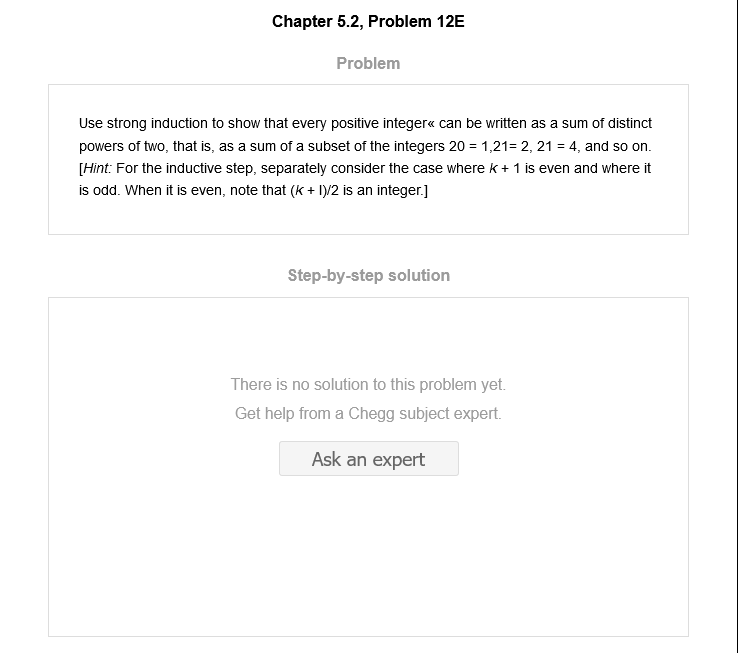 Chapter 5.2, Problem 12E
Problem
Use strong induction to show that every positive integer« can be written as a sum of distinct
powers of two, that is, as a sum of a subset of the integers 20 = 1,21= 2, 21 = 4, and so on.
[Hint: For the inductive step, separately consider the case where k + 1 is even and where it
is odd. When it is even, note that (k + l)/2 is an integer.]
Step-by-step solution
There is no solution to this problem yet.
Get help from a Chegg subject expert.
Ask an expert